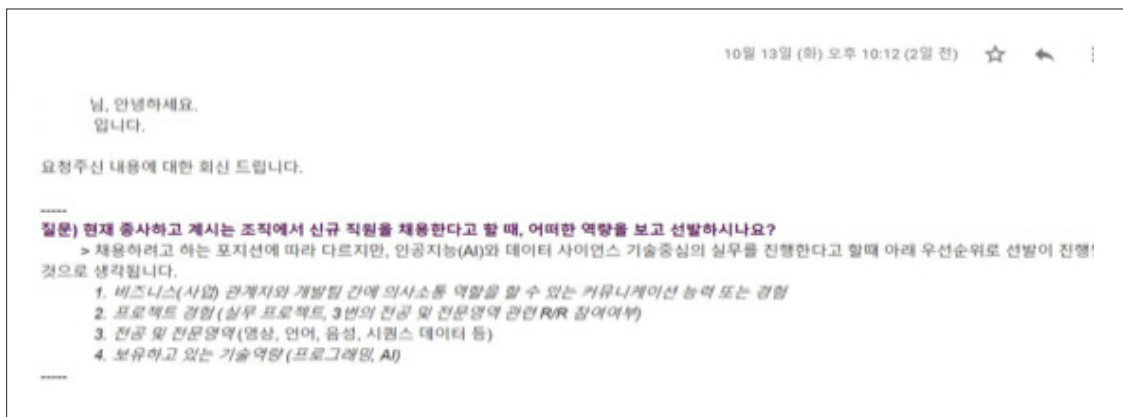 10월 13일 (화) 오후 10:12 (2일 전)
님, 안녕하세요.
입니다.
요청주신 내용에 대한 회신 드립니다.
-----
질문) 현재 종사하고 계시는 조직에서 신규 직원을 채용한다고 할 때, 어떠한 역량을 보고 선발하시나요?
> 채용하려고 하는 포지션에 따라 다르지만, 인공지능(AI)와 데이터 사이언스 기술중심의 실무를 진행한다고 할때 아래 우선순위로 선발이 진행
것으로 생각됩니다.
1. 비즈니스(사업) 관계자와 개발팀 간에 의사소통 역할을 할 수 있는 커뮤니케이션 능력 또는 경험
2. 프로젝트 경험 (실무 프로젝트, 3번의 전공 및 전문영역 관련 R/R 참여여부)
3. 전공 및 전문영역(영상, 언어, 음성, 시퀀스 데이터 등)
4. 보유하고 있는 기술역량 (프로그래밍, AI)
-----